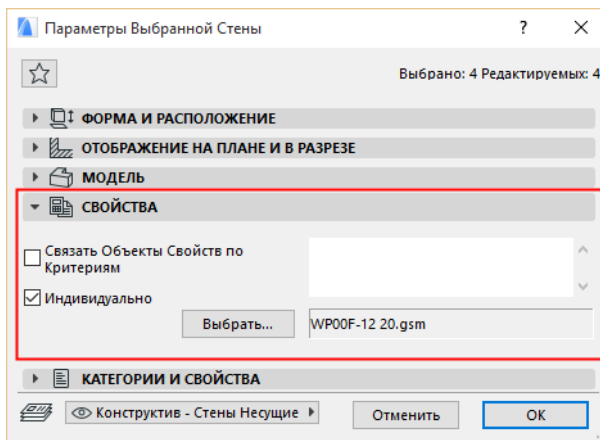 Параметры Выбранной Стены
Выбрано: 4 Редактируемых: 4
ФОРМА И РАСПОЛОЖЕНИЕ
ОТОБРАЖЕНИЕ НА ПЛАНЕ И В РАЗРЕЗЕ
МОДЕЛЬ
СВОЙСТВА
Связать Объекты Свойств по
Критериям
Индивидуально
Выбрать... WP00F-12 20.gsm
КАТЕГОРИИ И СВОЙСТВА
Конструктив - Стены Несущие Отменить OK